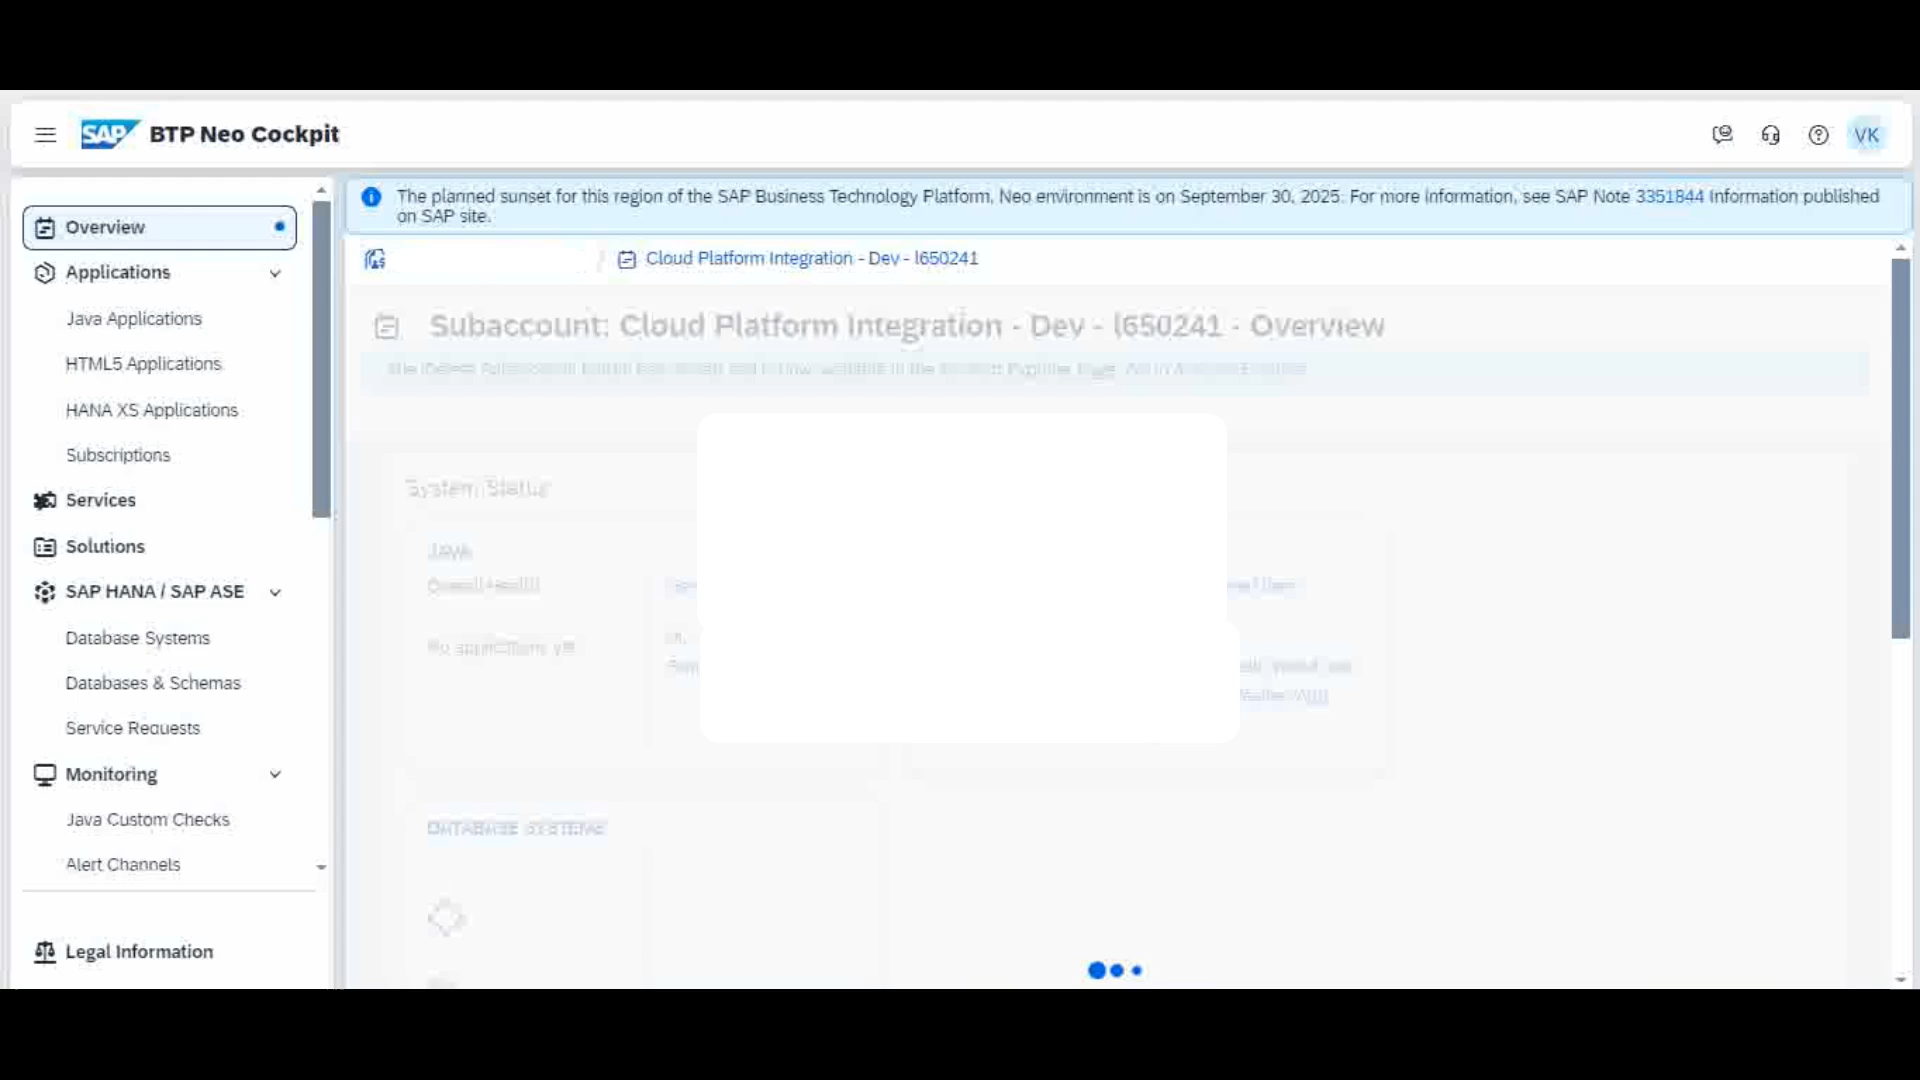 SAP BTP Neo Cockpit
VK
The planned sunset for this region of the SAP Business Technology Platform, Neo environment is on September 30, 2025. For more information, see SAP Note 3351844 Information published
on SAP site.
Overview
Applications
Java Applications
HTML5 Applications
HANA XS Applications
Subscriptions
Services
Solutions
SAP HANA / SAP ASE
Database Systems
Databases & Schemas
Service Requests
Monitoring
Java Custom Checks
Alert Channels
Legal Information
/ Cloud Platform Integration - Dev - l650241
Subaccount: Cloud Platform Integration - Dev - l650241 - Overview
System Status
JAVA
Overall Health
No applications yet
DATABASE SYSTEMS